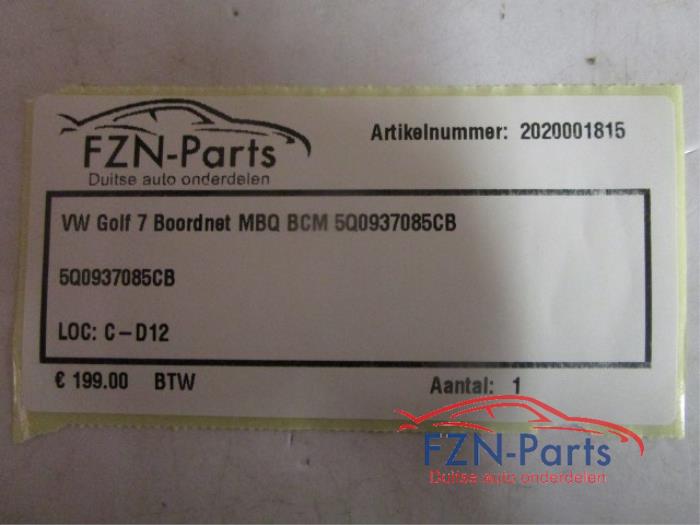 FZN-Parts
Duitse auto onderdelen
Artikelnummer: 2020001815
VW Golf 7 Boordnet MBQ BCM 5Q0937085CB
5Q0937085CB
LOC: C-D12
€ 199.00 BTW Aantal: 1
FZN-Parts
Duitse auto onderdelen